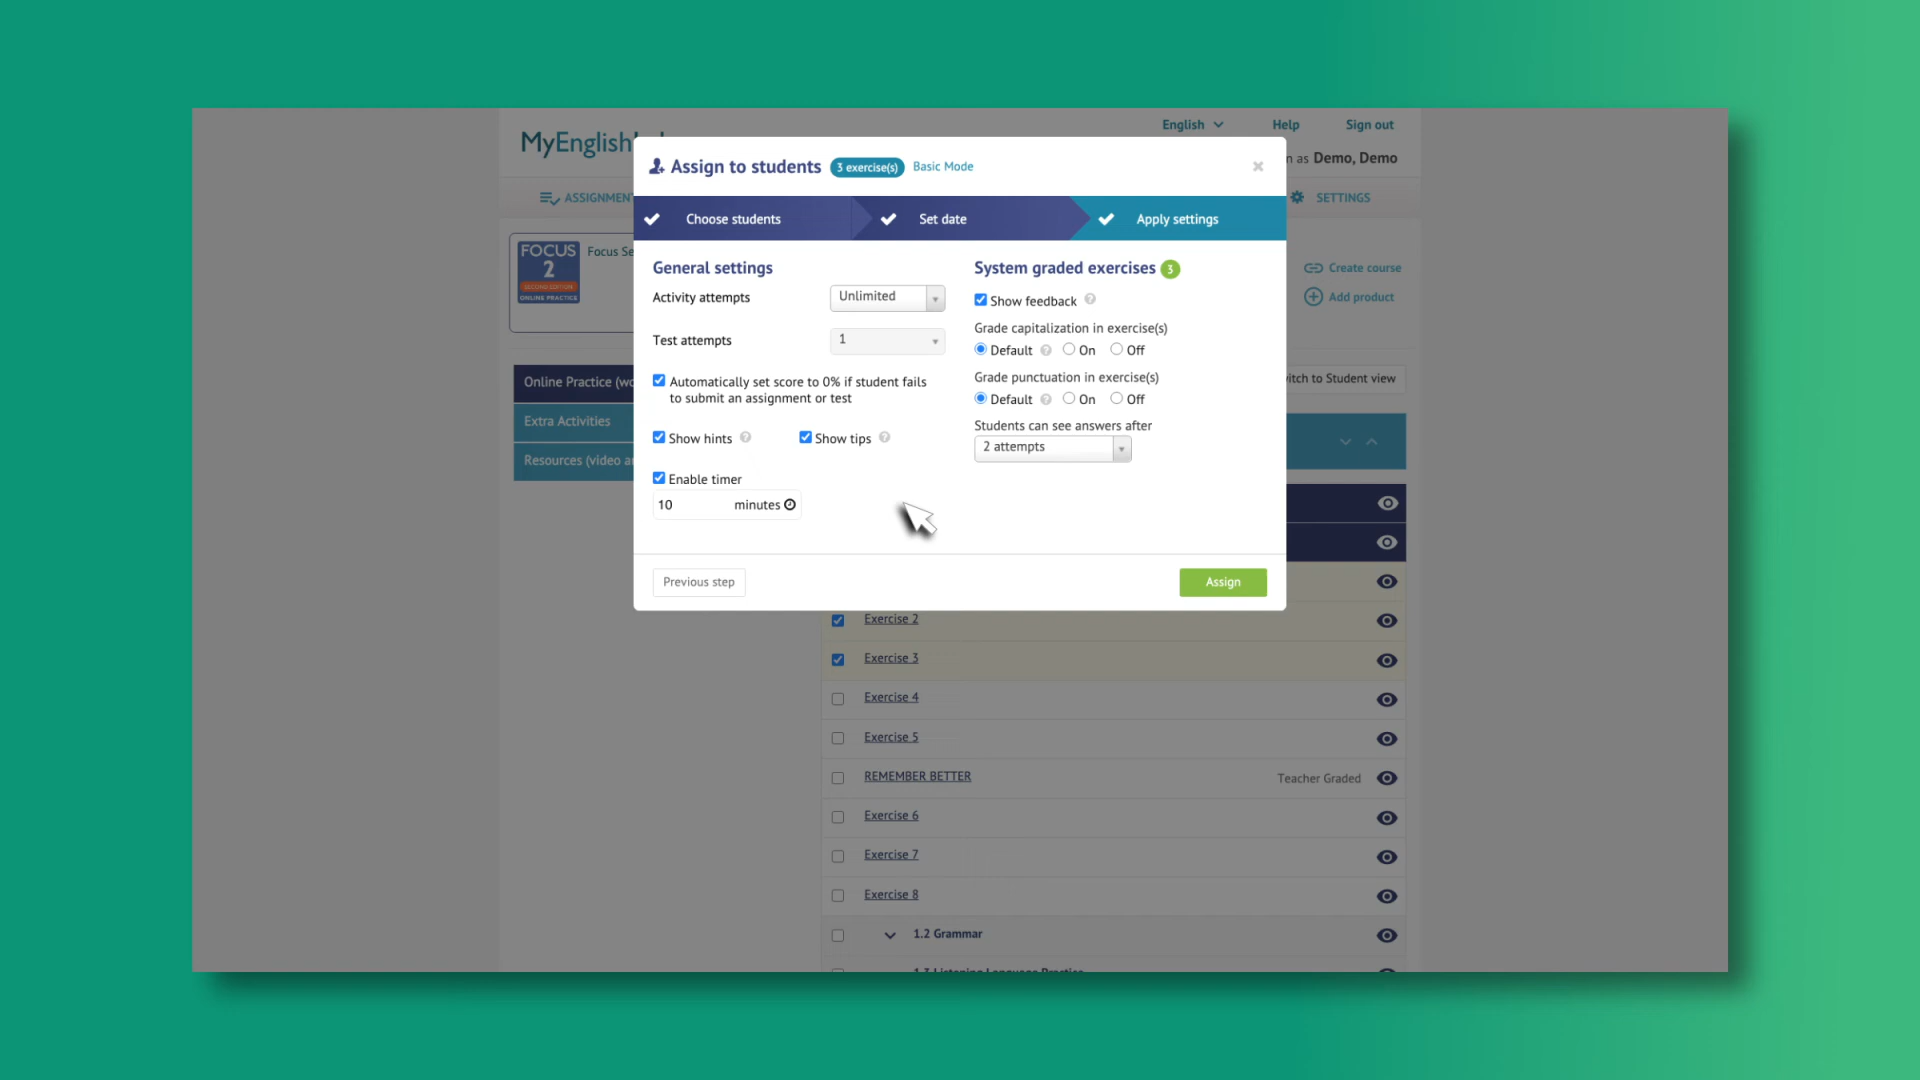 English
Help
Sign out
MyEnglish
n as Demo, Demo
Assign to students
3 exercise(s)
Basic Mode
SETTINGS
Choose students
Set date
Apply settings
FOCUS
2
SECOND EDITION
ONLINE PRACTICE
Create course
Add product
General settings
Activity attempts
Unlimited
Test attempts
1
Automatically set score to 0% if student fails
to submit an assignment or test
Show hints
Show tips
Enable timer
10 minutes
System graded exercises 3
Show feedback
Grade capitalization in exercise(s)
Default On Off
Grade punctuation in exercise(s)
Default On Off
Students can see answers after
2 attempts
Previous step
Assign
Online Practice
Extra Activities
Resources (video
to Student view
Exercise 2
Exercise 3
Exercise 4
Exercise 5
REMEMBER BETTER
Teacher Graded
Exercise 6
Exercise 7
Exercise 8
1.2 Grammar